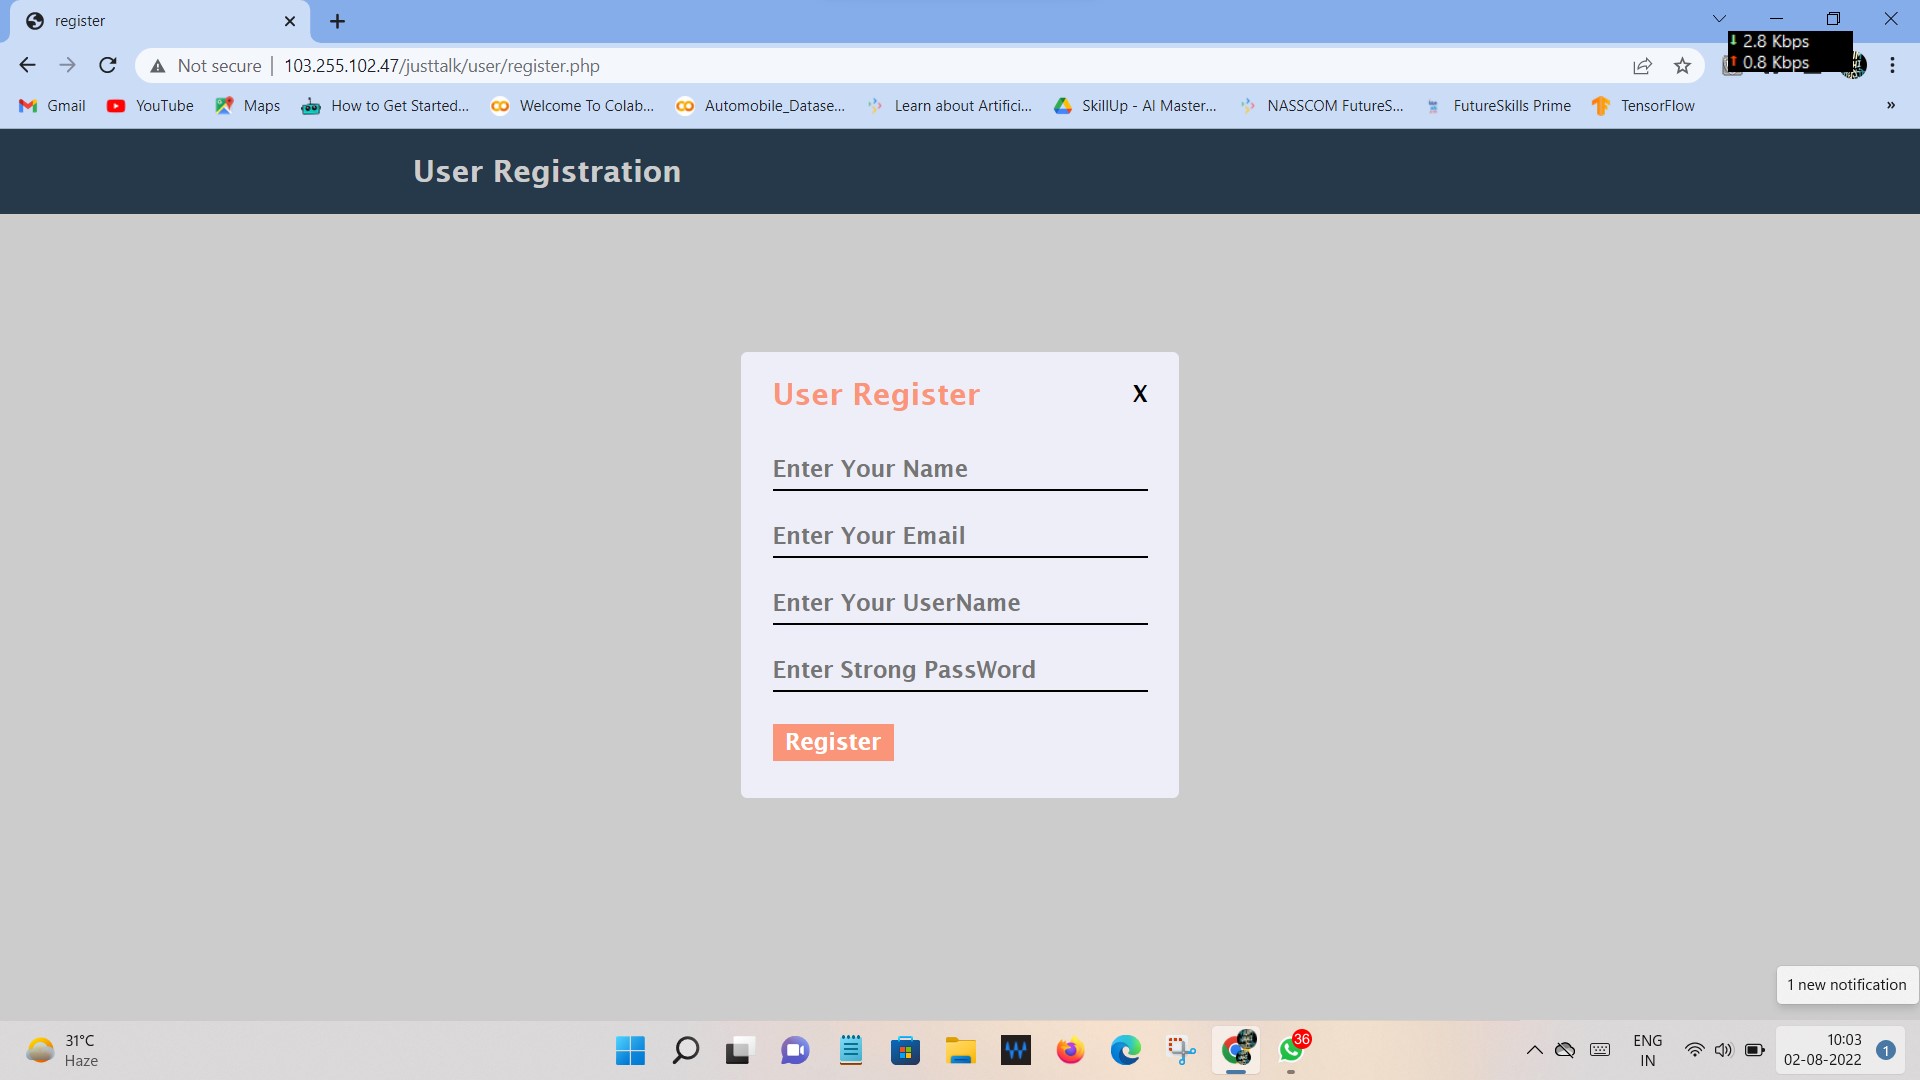 register
Not secure
103.255.102.47/justtalk/user/register.php
2.8 Kbps
0.8 Kbps
Gmail
YouTube
Maps
How to Get Started...
Welcome To Colab...
Automobile_Datase...
Learn about Artifici...
SkillUp - AI Master...
NASSCOM FutureS...
FutureSkills Prime
TensorFlow
»
User Registration
User Register
X
Enter Your Name
Enter Your Email
Enter Your UserName
Enter Strong PassWord
Register
1 new notification
31°C
Haze
36
ENG
IN
10:03
02-08-2022
1